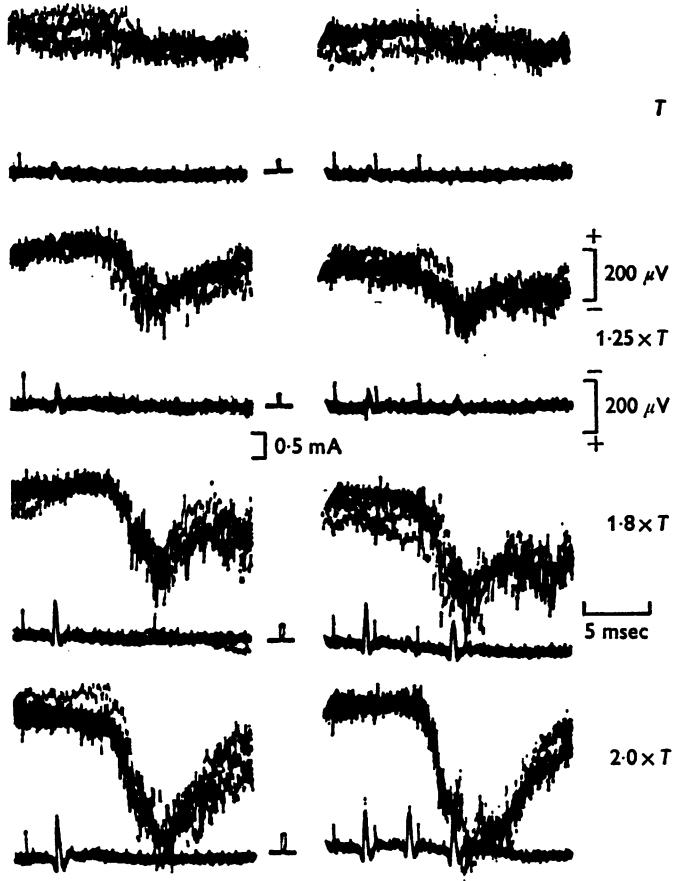 T
+
200 μV
−
1·25 × T
−
200 μV
+
0·5 mA
1·8 × T
5 msec
2·0 × T